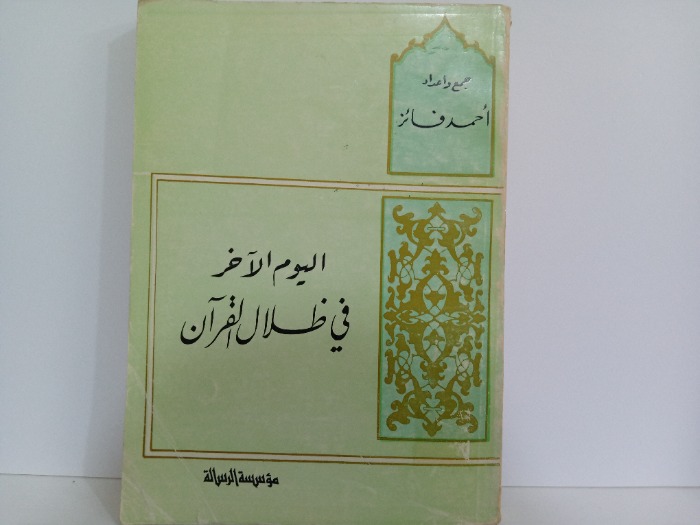 جمع وإعداد
أحمد فائز
اليوم الآخر
في ظلال القرآن
مؤسسة الرسالة